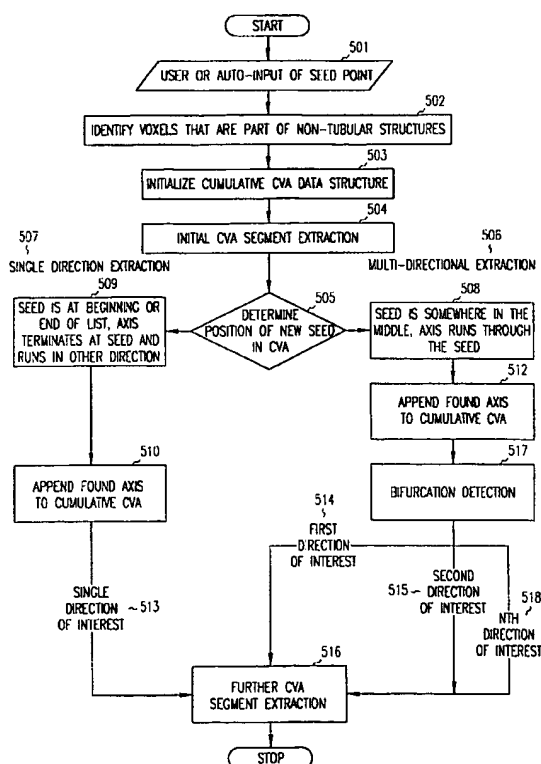 START
501
USER OR AUTO-INPUT OF SEED POINT
502
IDENTIFY VOXELS THAT ARE PART OF NON-TUBULAR STRUCTURES
503
INITIALIZE CUMULATIVE CVA DATA STRUCTURE
504
INITIAL CVA SEGMENT EXTRACTION
507
SINGLE DIRECTION EXTRACTION
506
MULTI-DIRECTIONAL EXTRACTION
509
SEED IS AT BEGINNING OR
END OF LIST, AXIS
TERMINATES AT SEED AND
RUNS IN OTHER DIRECTION
505
DETERMINE
POSITION OF NEW SEED
IN CVA
508
SEED IS SOMEWHERE IN THE
MIDDLE, AXIS RUNS THROUGH
THE SEED
512
APPEND FOUND AXIS
TO CUMULATIVE CVA
510
APPEND FOUND AXIS
TO CUMULATIVE CVA
517
BIFURCATION DETECTION
514
FIRST
DIRECTION
OF INTEREST
SINGLE
DIRECTION
OF INTEREST
513
515
SECOND
DIRECTION
OF INTEREST
518
NTH
DIRECTION
OF INTEREST
516
FURTHER CVA
SEGMENT EXTRACTION
STOP